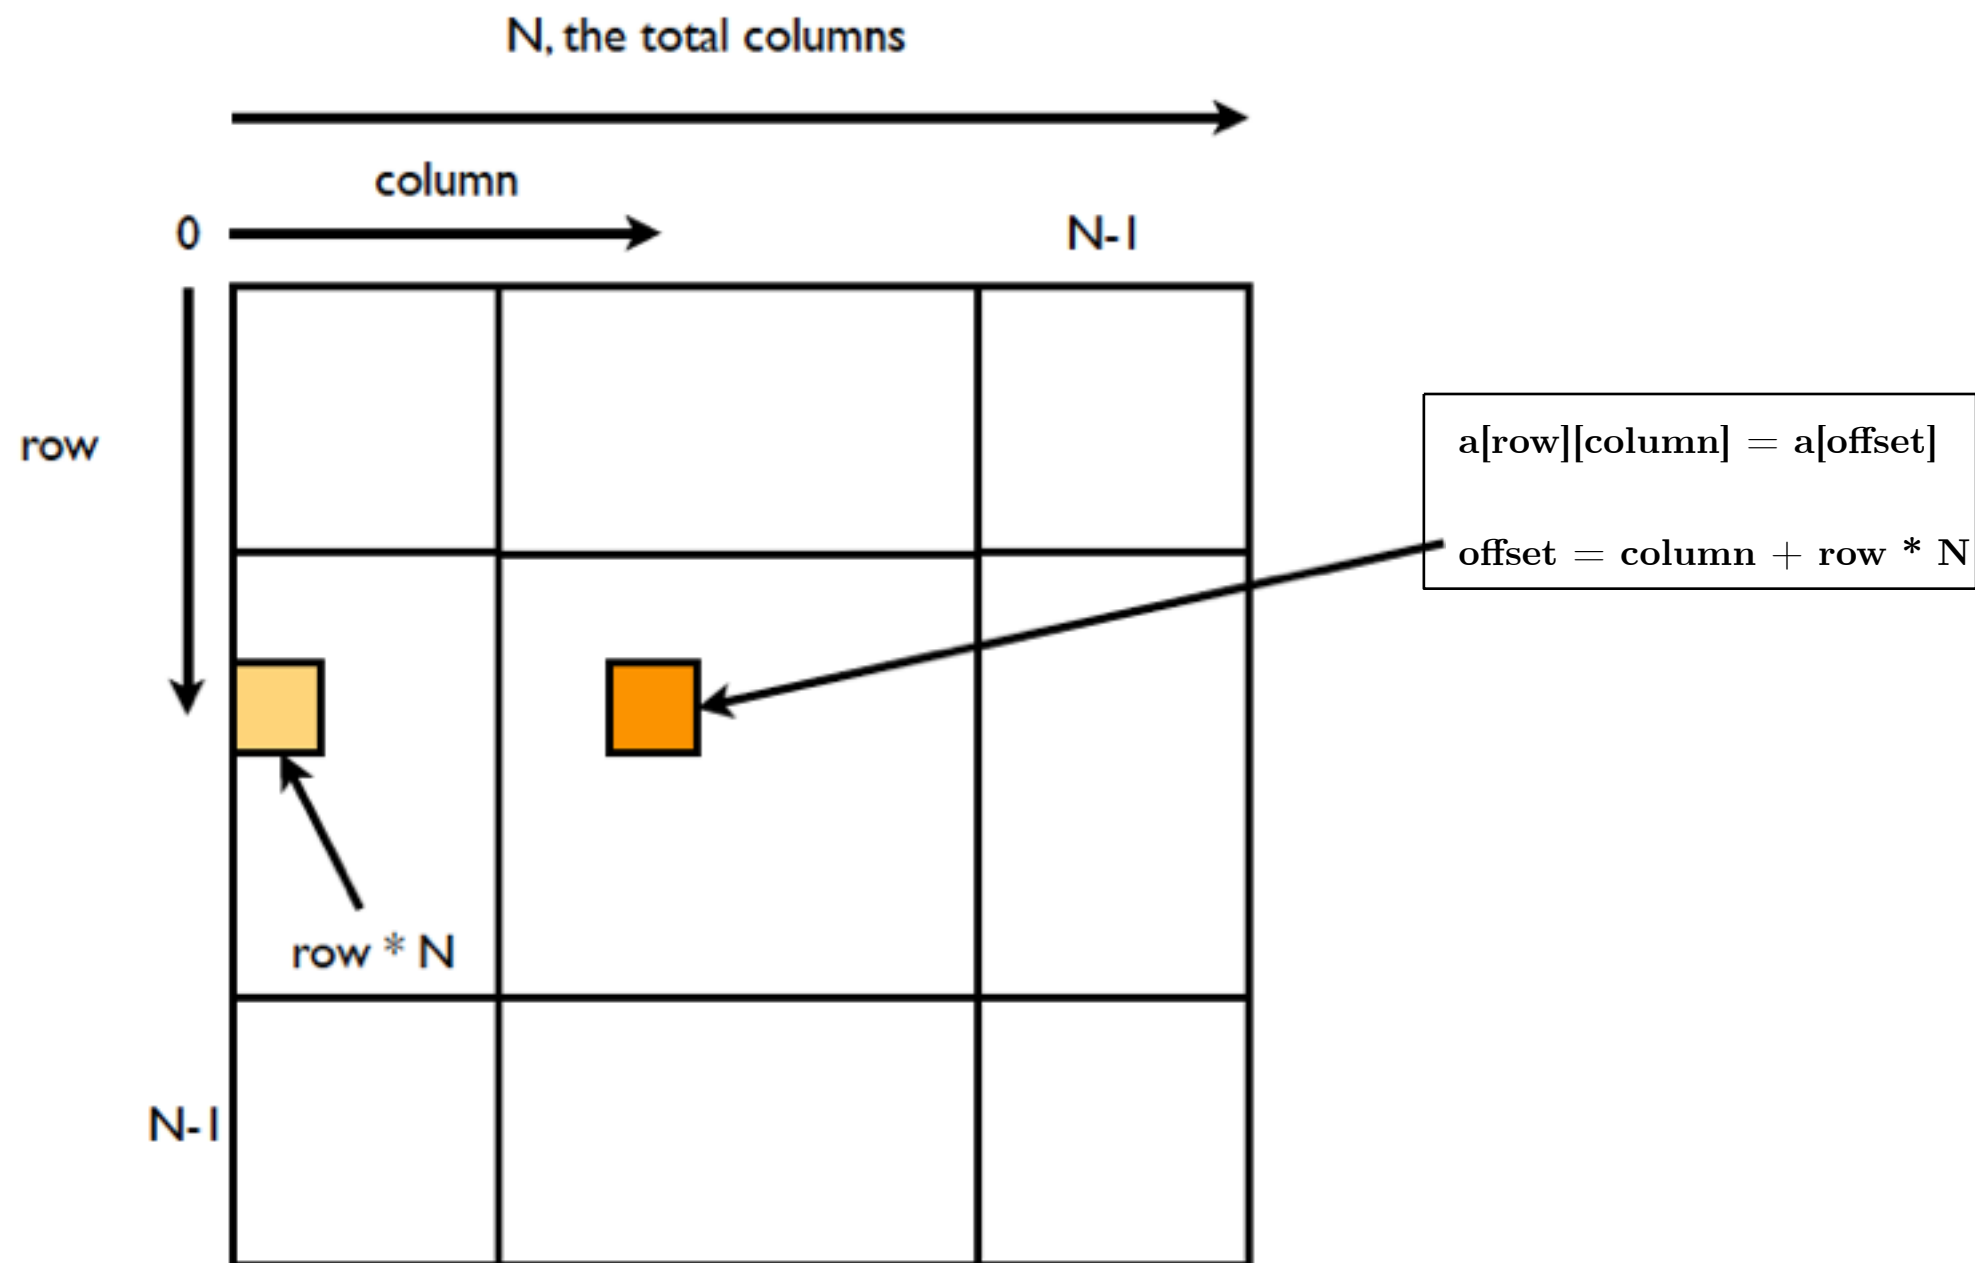 N, the total columns
column
0
N-1
row
a[row][column] = a[offset]
offset = column + row * N
row * N
N-1